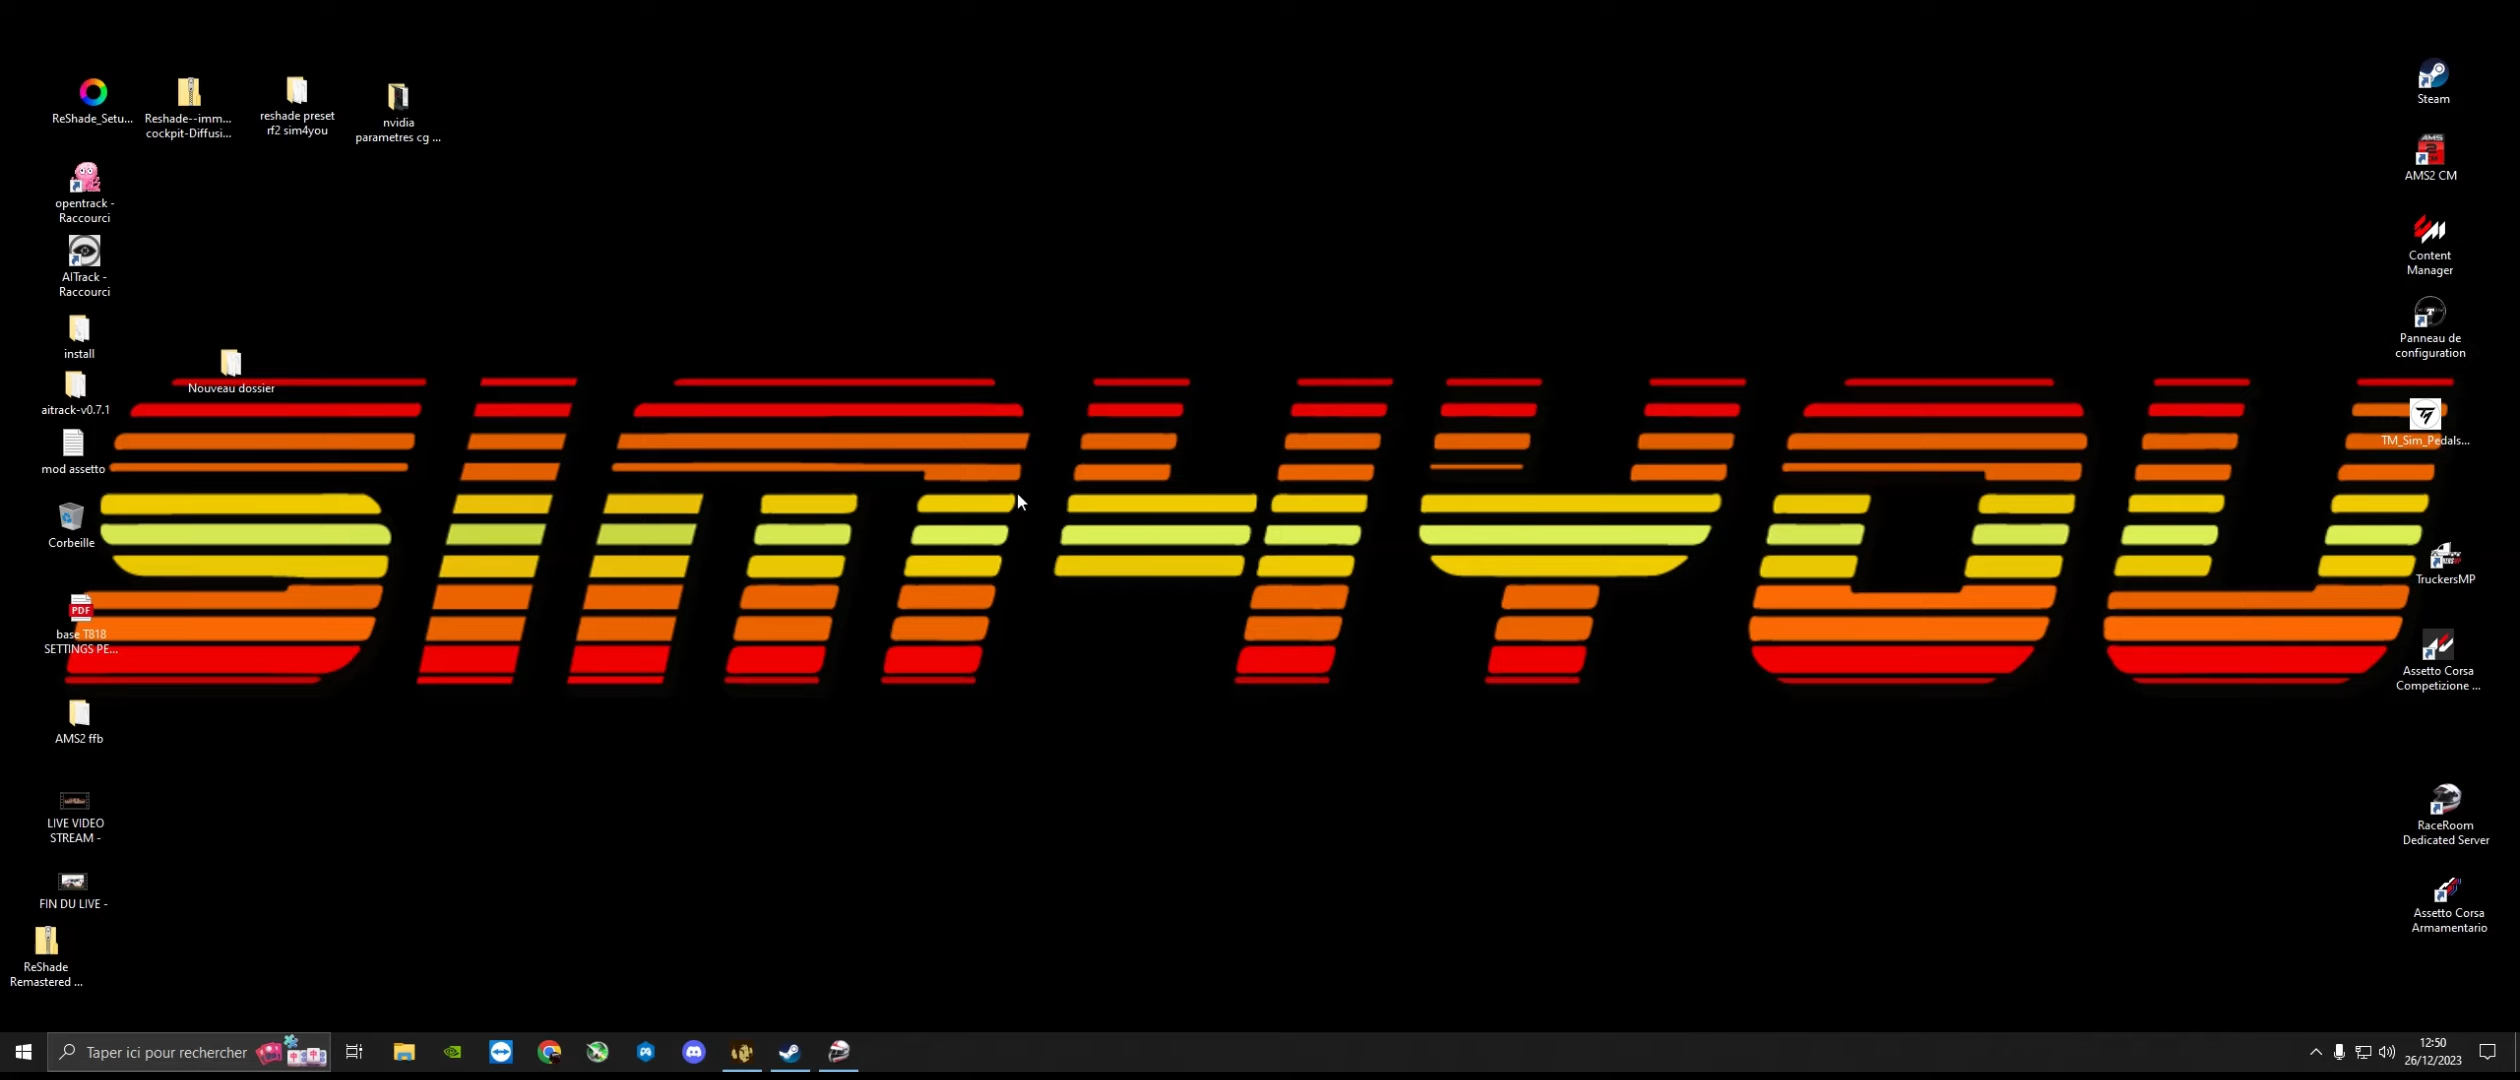 SIM4YOU
ReShade_Setu...
Reshade--imm...
cockpit-Diffusi...
reshade preset
rf2 sim4you
nvidia
parametres cg ...
opentrack -
Raccourci
AITrack -
Raccourci
install
Nouveau dossier
aitrack-v0.7.1
mod assetto
Corbeille
PDF
base T818
SETTINGS PE...
AMS2 ffb
LIVE VIDEO
STREAM -
FIN DU LIVE -
ReShade
Remastered ...
Steam
AMS
2
AMS2 CM
Content
Manager
Panneau de
configuration
TM_Sim_Pedals...
TruckersMP
Assetto Corsa
Competizione ...
RaceRoom
Dedicated Server
Assetto Corsa
Armamentario
Taper ici pour rechercher
12:50
26/12/2023